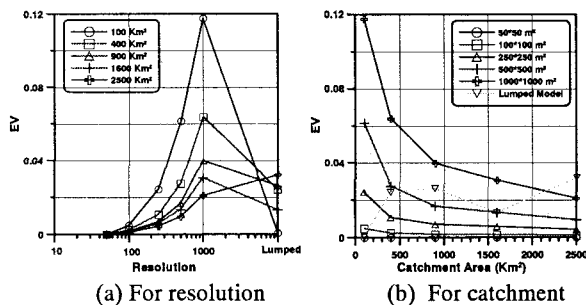 0.12
0.08
0.04
0
EV
10
100
1000
Lumped
Resolution
100 Km²
400 Km²
900 Km²
1600 Km²
2500 Km²
(a) For resolution
0.12
0.08
0.04
0
EV
0
500
1000
1500
2000
2500
Catchment Area (Km²)
50*50 m²
100*100 m²
250*250 m²
500*500 m²
1000*1000 m²
Lumped Model
(b) For catchment